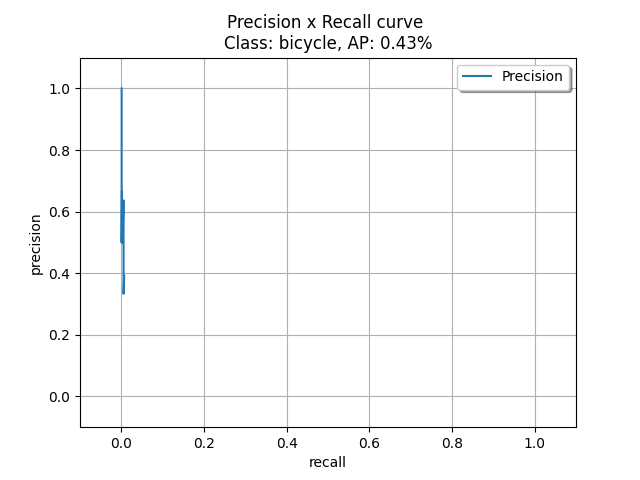 Precision x Recall curve
Class: bicycle, AP: 0.43%
Precision
1.0
0.8
0.6
0.4
0.2
0.0
precision
0.0 0.2 0.4 0.6 0.8 1.0
recall